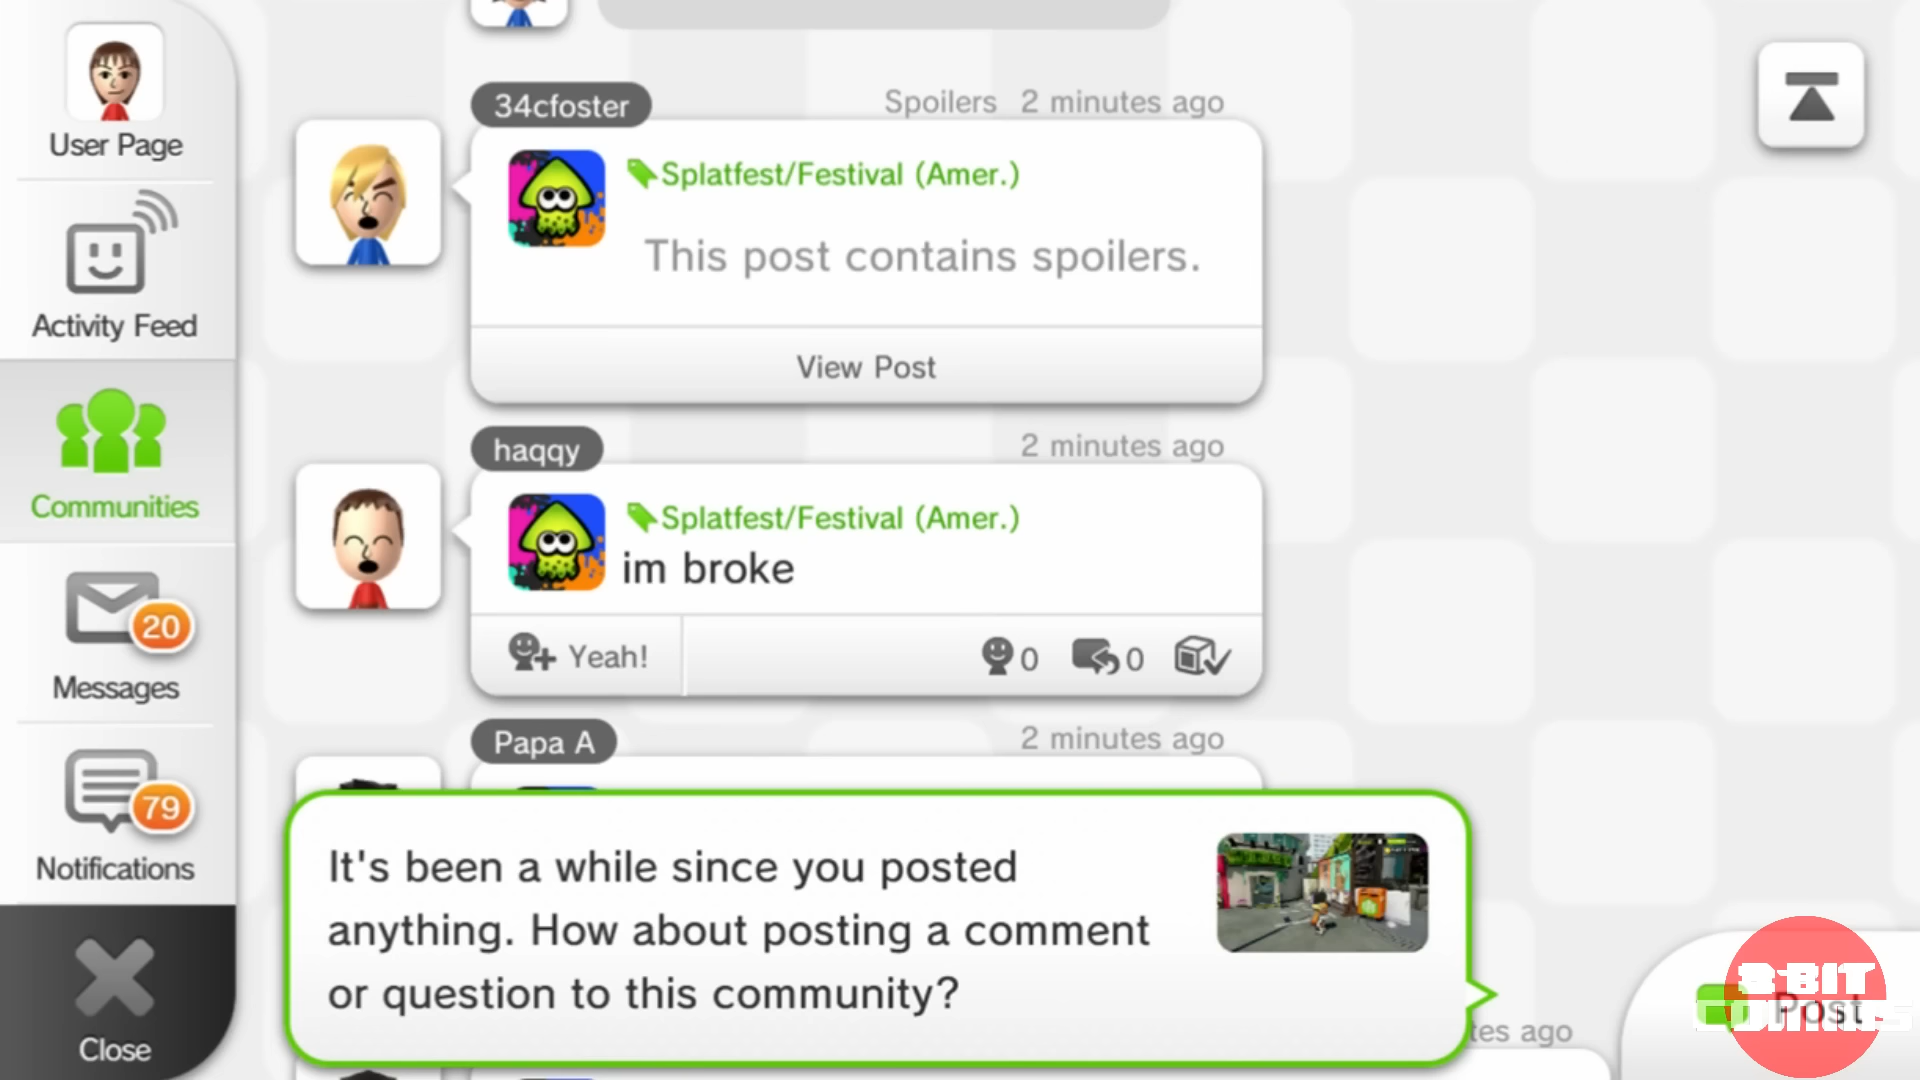 User Page
Activity Feed
Communities
20
Messages
79
Notifications
Close
34cfoster
Spoilers 2 minutes ago
Splatfest/Festival (Amer.)
This post contains spoilers.
View Post
haqqy
2 minutes ago
Splatfest/Festival (Amer.)
im broke
Yeah!
0
0
Papa A
2 minutes ago
It's been a while since you posted
anything. How about posting a comment
or question to this community?
ago
Post
8-BIT